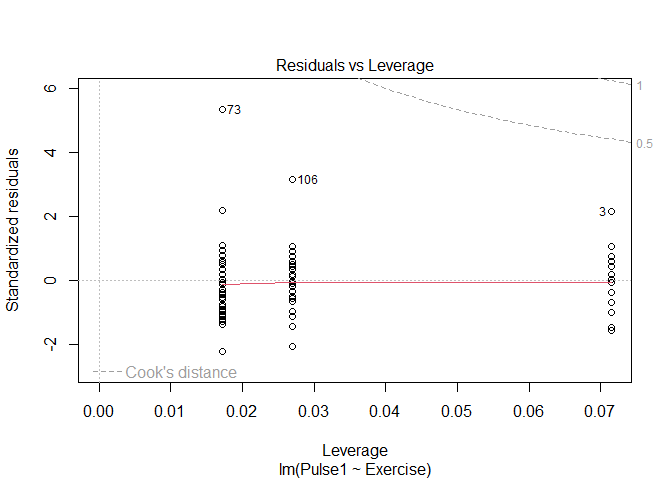 Residuals vs Leverage
Standardized residuals
6
4
2
0
-2
73
106
3
1
0.5
Cook's distance
0.00 0.01 0.02 0.03 0.04 0.05 0.06 0.07
Leverage
lm(Pulse1 ~ Exercise)